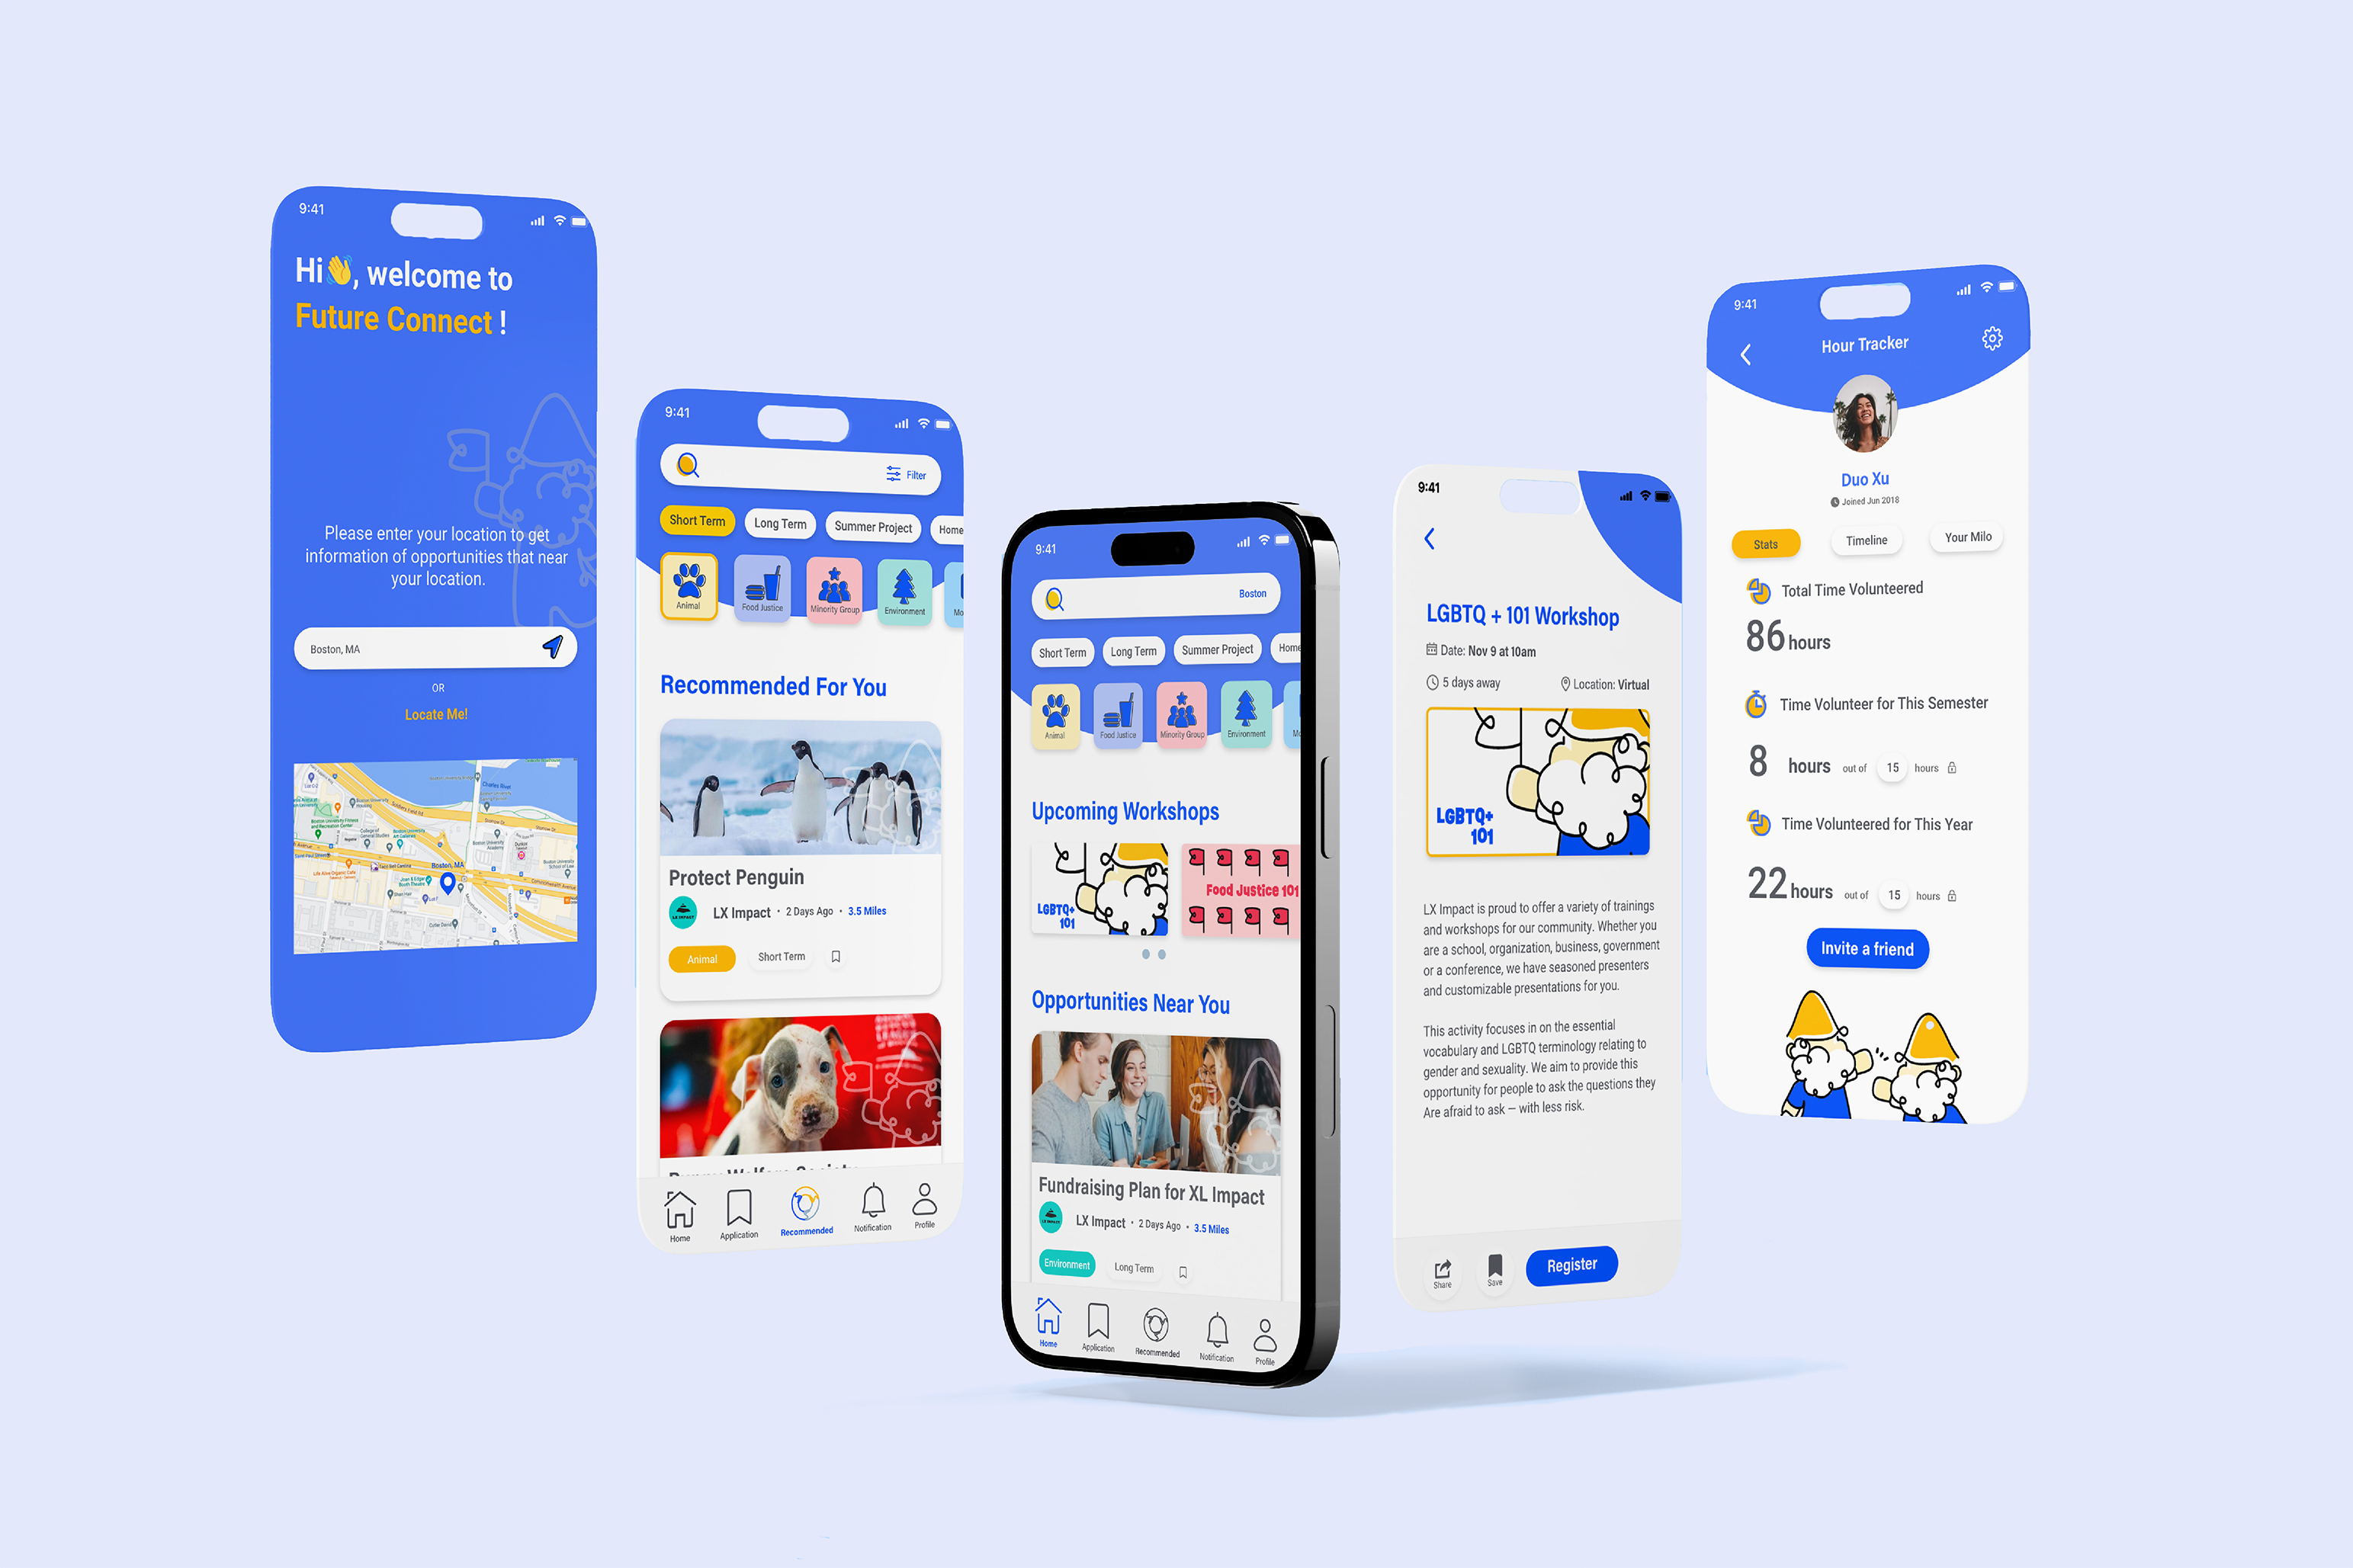 9:41
Hi👋, welcome to
Future Connect !
Please enter your location to get
information of opportunities that near
your location.
Boston, MA
OR
Locate Me!
Charles River
Boston, MA
9:41
Filter
Short Term
Long Term
Summer Project
Home
Animal
Food Justice
Minority Group
Environment
Mo
Recommended For You
Protect Penguin
LX Impact • 2 Days Ago • 3.5 Miles
Animal
Short Term
Home
Application
Recommended
Notification
Profile
9:41
Boston
Short Term
Long Term
Summer Project
Home
Animal
Food Justice
Minority Group
Environment
Mo
Upcoming Workshops
LGBTQ+
101
Food Justice 101
Opportunities Near You
Fundraising Plan for XL Impact
LX Impact • 2 Days Ago • 3.5 Miles
Environment
Long Term
Home
Application
Recommended
Notification
Profile
9:41
LGBTQ + 101 Workshop
Date: Nov 9 at 10am
5 days away
Location: Virtual
LGBTQ+
101
LX Impact is proud to offer a variety of trainings
and workshops for our community. Whether you
are a school, organization, business, government
or a conference, we have seasoned presenters
and customizable presentations for you.
This activity focuses in on the essential
vocabulary and LGBTQ terminology relating to
gender and sexuality. We aim to provide this
opportunity for people to ask the questions they
Are afraid to ask — with less risk.
Share
Save
Register
9:41
Hour Tracker
Duo Xu
Joined Jun 2018
Stats
Timeline
Your Milo
Total Time Volunteered
86 hours
Time Volunteer for This Semester
8 hours out of 15 hours
Time Volunteered for This Year
22 hours out of 15 hours
Invite a friend